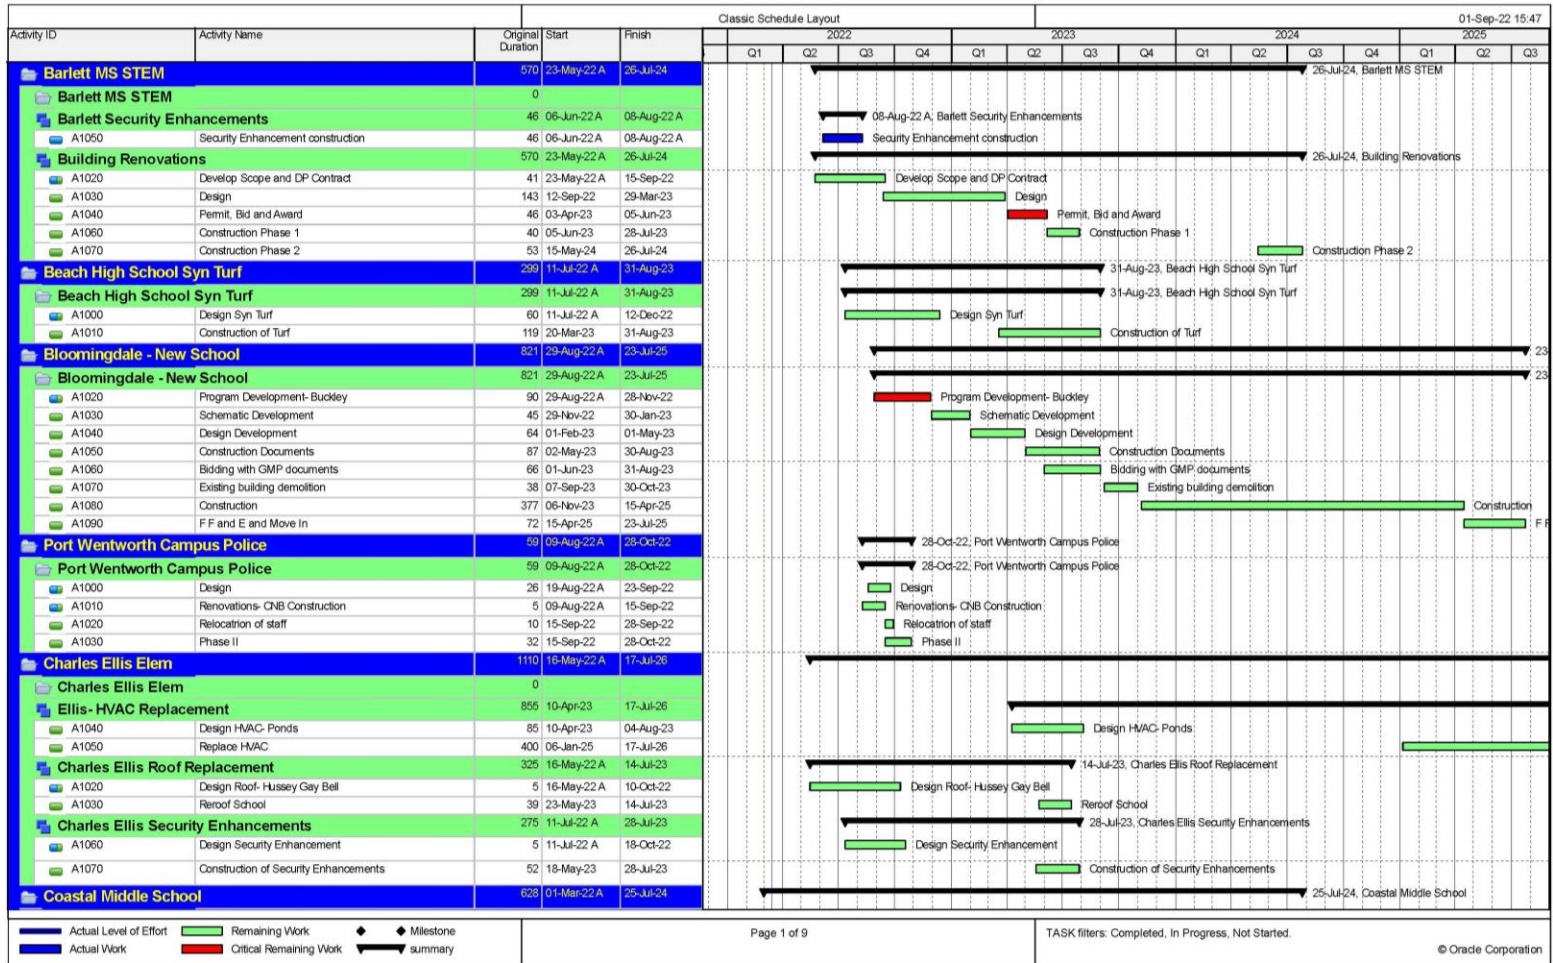 Classic Schedule Layout 01-Sep-22 15:47
Activity ID Activity Name Original Duration Start Finish 2022 2023 2024 2025
Q1 Q2 Q3 Q4 Q1 Q2 Q3 Q4 Q1 Q2 Q3 Q4 Q1 Q2 Q3
Barlett MS STEM 570 23-May-22 A 26-Jul-24 26-Jul-24, Barlett MS STEM
Barlett MS STEM 0
Barlett Security Enhancements 46 06-Jun-22 A 08-Aug-22 A 08-Aug-22 A, Barlett Security Enhancements
A1050 Security Enhancement construction 46 06-Jun-22 A 08-Aug-22 A Security Enhancement construction
Building Renovations 570 23-May-22 A 26-Jul-24 26-Jul-24, Building Renovations
A1020 Develop Scope and DP Contract 41 23-May-22 A 15-Sep-22 Develop Scope and DP Contract
A1030 Design 143 12-Sep-22 29-Mar-23 Design
A1040 Permit, Bid and Award 46 03-Apr-23 05-Jun-23 Permit, Bid and Award
A1060 Construction Phase 1 40 05-Jun-23 28-Jul-23 Construction Phase 1
A1070 Construction Phase 2 53 15-May-24 26-Jul-24 Construction Phase 2
Beach High School Syn Turf 299 11-Jul-22 A 31-Aug-23 31-Aug-23, Beach High School Syn Turf
Beach High School Syn Turf 299 11-Jul-22 A 31-Aug-23 31-Aug-23, Beach High School Syn Turf
A1000 Design Syn Turf 60 11-Jul-22 A 12-Dec-22 Design Syn Turf
A1010 Construction of Turf 119 20-Mar-23 31-Aug-23 Construction of Turf
Bloomingdale - New School 821 29-Aug-22 A 23-Jul-25 23
Bloomingdale - New School 821 29-Aug-22 A 23-Jul-25 23
A1020 Program Development- Buckley 90 29-Aug-22 A 28-Nov-22 Program Development- Buckley
A1030 Schematic Development 45 29-Nov-22 30-Jan-23 Schematic Development
A1040 Design Development 64 01-Feb-23 01-May-23 Design Development
A1050 Construction Documents 87 02-May-23 30-Aug-23 Construction Documents
A1060 Bidding with GMP documents 66 01-Jun-23 31-Aug-23 Bidding with GMP documents
A1070 Existing building demolition 38 07-Sep-23 30-Oct-23 Existing building demolition
A1080 Construction 377 06-Nov-23 15-Apr-25 Construction
A1090 F F and E and Move In 72 15-Apr-25 23-Jul-25 F F
Port Wentworth Campus Police 59 09-Aug-22 A 28-Oct-22 28-Oct-22, Port Wentworth Campus Police
Port Wentworth Campus Police 59 09-Aug-22 A 28-Oct-22 28-Oct-22, Port Wentworth Campus Police
A1000 Design 26 19-Aug-22 A 23-Sep-22 Design
A1010 Renovations- CNB Construction 5 09-Aug-22 A 15-Sep-22 Renovations- CNB Construction
A1020 Relocatrion of staff 10 15-Sep-22 28-Sep-22 Relocatrion of staff
A1030 Phase II 32 15-Sep-22 28-Oct-22 Phase II
Charles Ellis Elem 1110 16-May-22 A 17-Jul-26
Charles Ellis Elem 0
Ellis- HVAC Replacement 855 10-Apr-23 17-Jul-26
A1040 Design HVAC- Ponds 85 10-Apr-23 04-Aug-23 Design HVAC- Ponds
A1050 Replace HVAC 400 06-Jan-25 17-Jul-26
Charles Ellis Roof Replacement 325 16-May-22 A 14-Jul-23 14-Jul-23, Charles Ellis Roof Replacement
A1020 Design Roof- Hussey Gay Bell 5 16-May-22 A 10-Oct-22 Design Roof- Hussey Gay Bell
A1030 Reroof School 39 23-May-23 14-Jul-23 Reroof School
Charles Ellis Security Enhancements 275 11-Jul-22 A 28-Jul-23 28-Jul-23, Charles Ellis Security Enhancements
A1060 Design Security Enhancement 5 11-Jul-22 A 18-Oct-22 Design Security Enhancement
A1070 Construction of Security Enhancements 52 18-May-23 28-Jul-23 Construction of Security Enhancements
Coastal Middle School 628 01-Mar-22 A 25-Jul-24 25-Jul-24, Coastal Middle School
Actual Level of Effort Remaining Work Milestone Page 1 of 9 TASK filters: Completed, In Progress, Not Started.
Actual Work Critical Remaining Work summary © Oracle Corporation